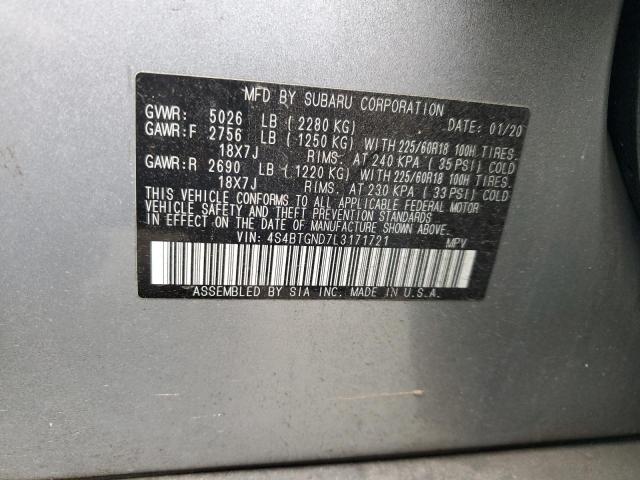 MFD BY SUBARU CORPORATION DATE: 01/20
GVWR: 5026 LB (2280 KG)
GAWR:F 2756 LB (1250 KG) WITH 225/60R18 100H TIRES.
18X7J RIMS. AT 240 KPA (35 PSI) COLD
GAWR:R 2690 LB (1220 KG) WITH 225/60R18 100H TIRES.
18X7J RIMS. AT 230 KPA (33 PSI) COLD
THIS VEHICLE CONFORMS TO ALL APPLICABLE FEDERAL MOTOR
VEHICLE SAFETY AND THEFT PREVENTION STANDARDS
IN EFFECT ON THE DATE OF MANUFACTURE SHOWN ABOVE.
VIN: 4S4BTGND7L3171721 MPV
ASSEMBLED BY SIA INC. MADE IN U.S.A.